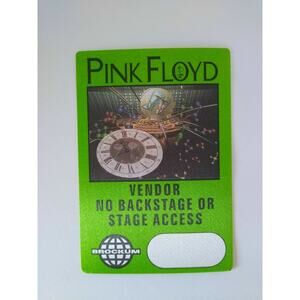 PINK FLOYD
VENDOR
NO BACKSTAGE OR
STAGE ACCESS
BROCKUM